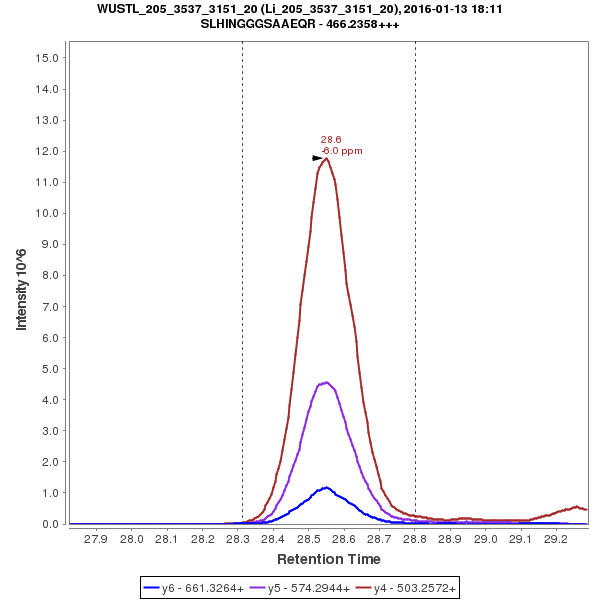 WUSTL_205_3537_3151_20 (Li_205_3537_3151_20), 2016-01-13 18:11
SLHINGGGSAAEQR - 466.2358+++
15.0
14.0
13.0
12.0
11.0
10.0
9.0
8.0
7.0
6.0
5.0
4.0
3.0
2.0
1.0
0.0
Intensity 10^6
28.6
-6.0 ppm
27.9 28.0 28.1 28.2 28.3 28.4 28.5 28.6 28.7 28.8 28.9 29.0 29.1 29.2
Retention Time
y6 - 661.3264+ y5 - 574.2944+ y4 - 503.2572+